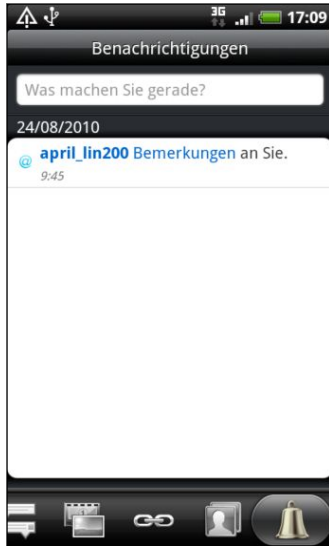 3G 17:09
Benachrichtigungen
Was machen Sie gerade?
24/08/2010
@ april_lin200 Bemerkungen an Sie.
9:45